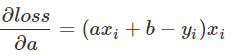 ∂loss/∂a = (ax_i + b − y_i)x_i